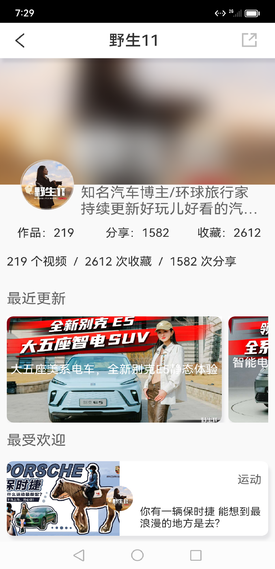 7:29
野生11
野生11
知名汽车博主/环球旅行家
持续更新好玩儿好看的汽…
作品：219
分享：1582
收藏：2612
219 个视频 / 2612 次收藏 / 1582 次分享
最近更新
全新别克 E5
大五座智电 SUV
大五座美系电车，全新别克E5静态体验
智能电
最受欢迎
PORSCHE
保时捷
运动
你有一辆保时捷 能想到最
浪漫的地方是去？